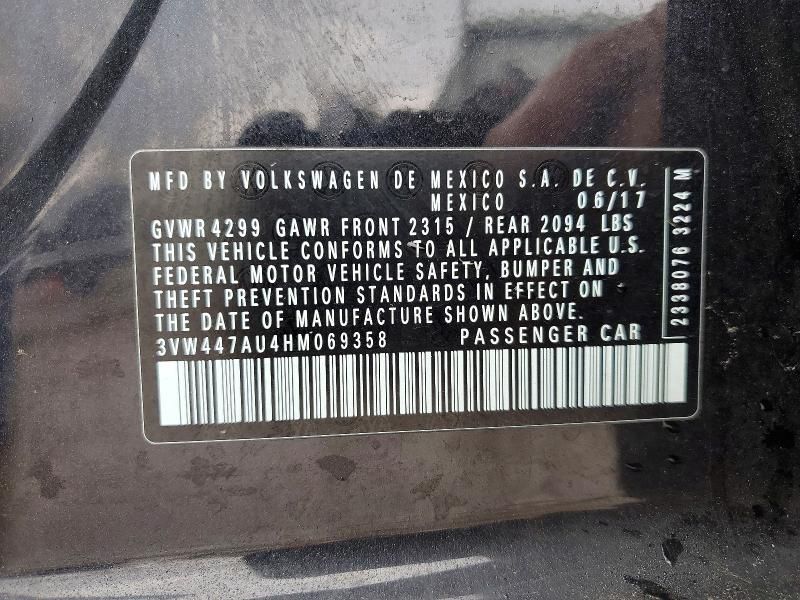 MFD BY VOLKSWAGEN DE MEXICO S.A. DE C.V.
MEXICO 06/17
GVWR 4299 GAWR FRONT 2315 / REAR 2094 LBS
THIS VEHICLE CONFORMS TO ALL APPLICABLE U.S.
FEDERAL MOTOR VEHICLE SAFETY, BUMPER AND
THEFT PREVENTION STANDARDS IN EFFECT ON
THE DATE OF MANUFACTURE SHOWN ABOVE.
3VW447AU4HM069358 PASSENGER CAR
2338076 3224 M